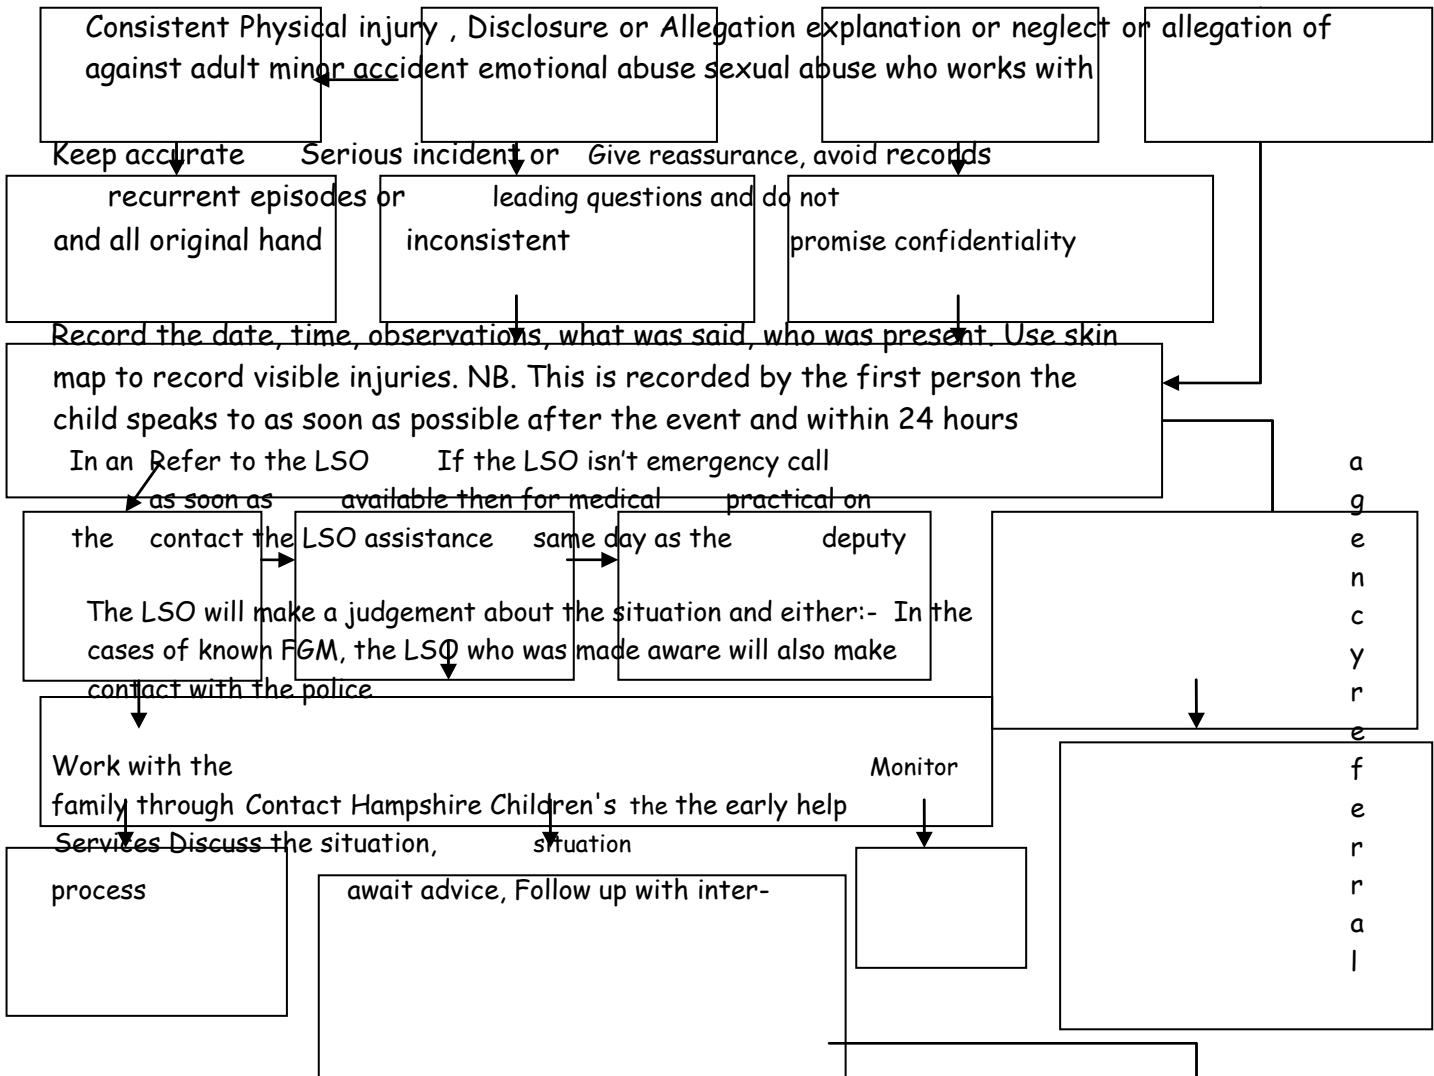 Consistent Physical injury , Disclosure or Allegation explanation or neglect or allegation of
against adult minor accident emotional abuse sexual abuse who works with
Keep accurate Serious incident or Give reassurance, avoid records
recurrent episodes or leading questions and do not
and all original hand inconsistent promise confidentiality
Record the date, time, observations, what was said, who was present. Use skin
map to record visible injuries. NB. This is recorded by the first person the
child speaks to as soon as possible after the event and within 24 hours
In an Refer to the LSO If the LSO isn't emergency call
as soon as available then for medical practical on
the contact the LSO assistance same day as the deputy
The LSO will make a judgement about the situation and either:- In the
cases of known FGM, the LSO who was made aware will also make
contact with the police
Work with the Monitor
family through Contact Hampshire Children's the the early help
Services Discuss the situation, situation
process await advice, Follow up with inter-
a
g
e
n
c
y
r
e
f
e
r
r
a
l